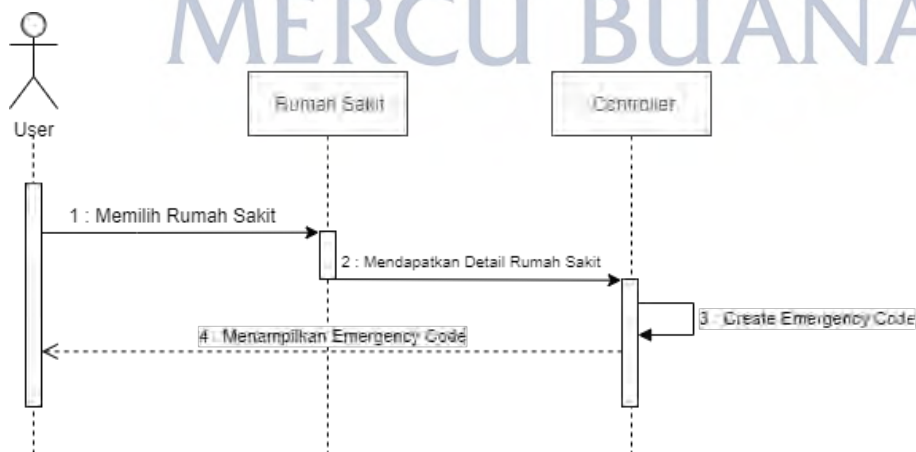 MERCU BUANA
Rumah Sakit
Controller
User
1 : Memilih Rumah Sakit
2 : Mendapatkan Detail Rumah Sakit
3 : Create Emergency Code
4 : Menampilkan Emergency Code